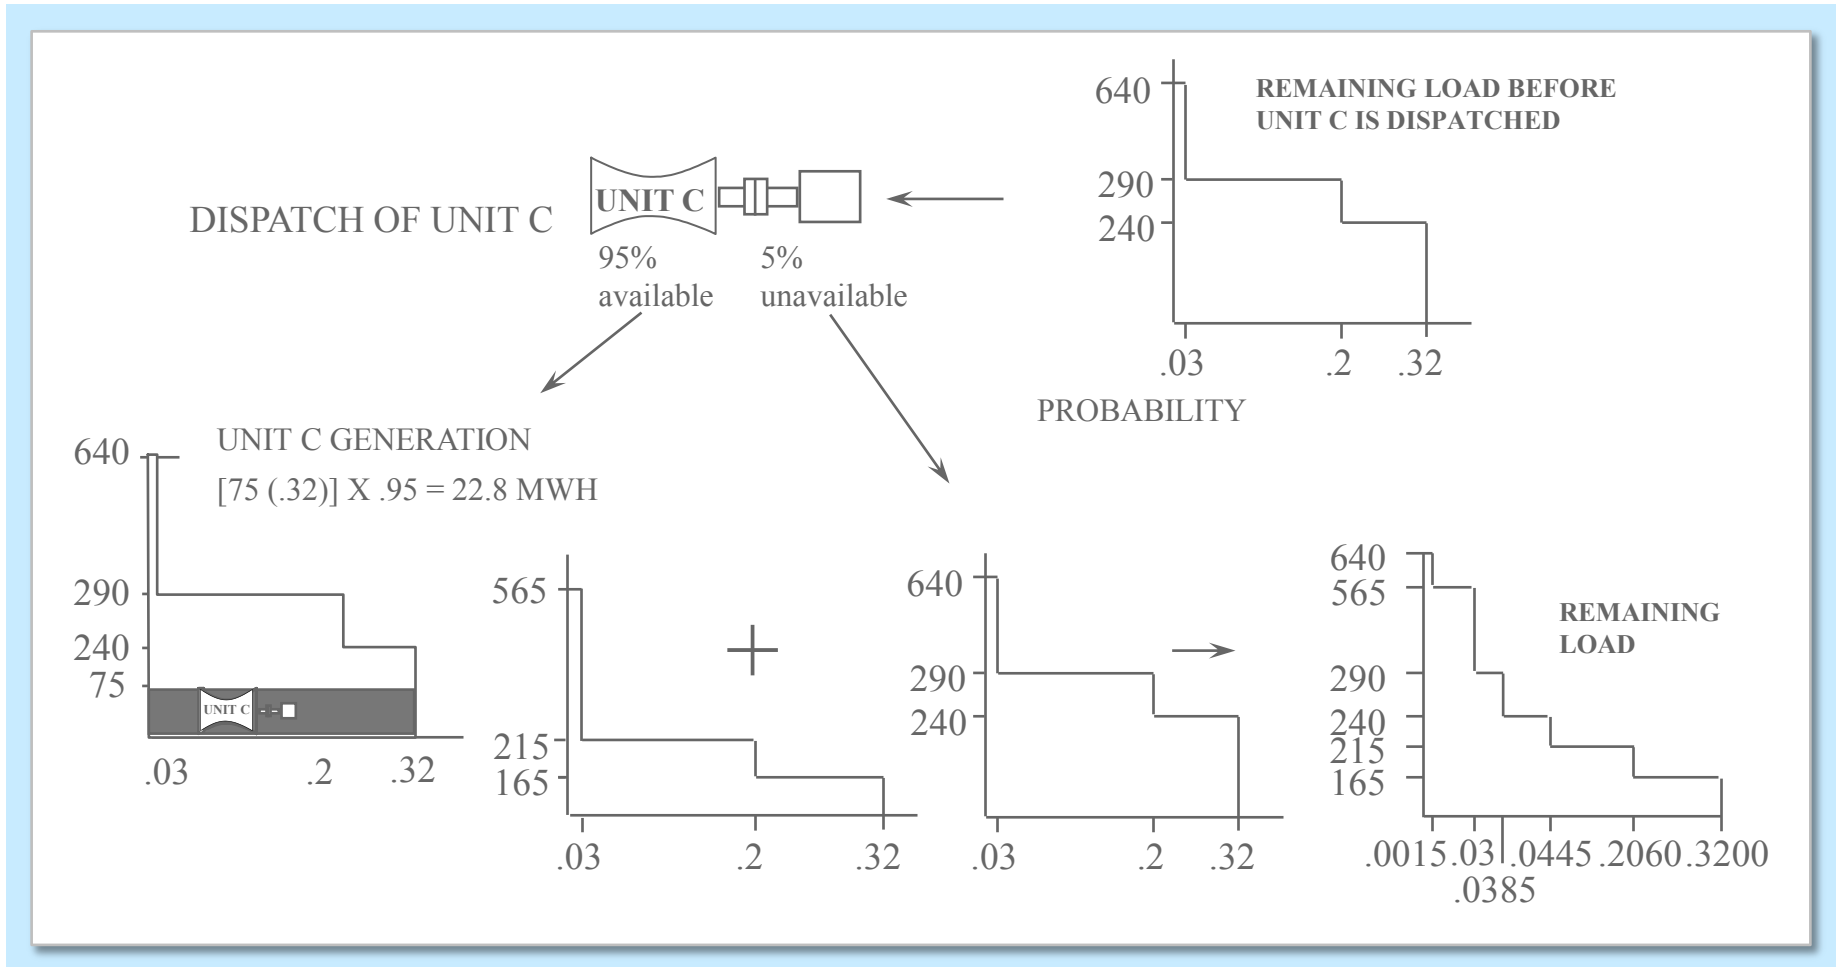 640
REMAINING LOAD BEFORE
UNIT C IS DISPATCHED
290
240
.03 .2 .32
PROBABILITY
DISPATCH OF UNIT C
UNIT C
95% 5%
available unavailable
UNIT C GENERATION
[75 (.32)] X .95 = 22.8 MWH
640
290
240
75
UNIT C
.03 .2 .32
565
215
165
.03 .2 .32
640
290
240
.03 .2 .32
640
565
REMAINING
LOAD
290
240
215
165
.0015 .03 .0445 .2060 .3200
.0385